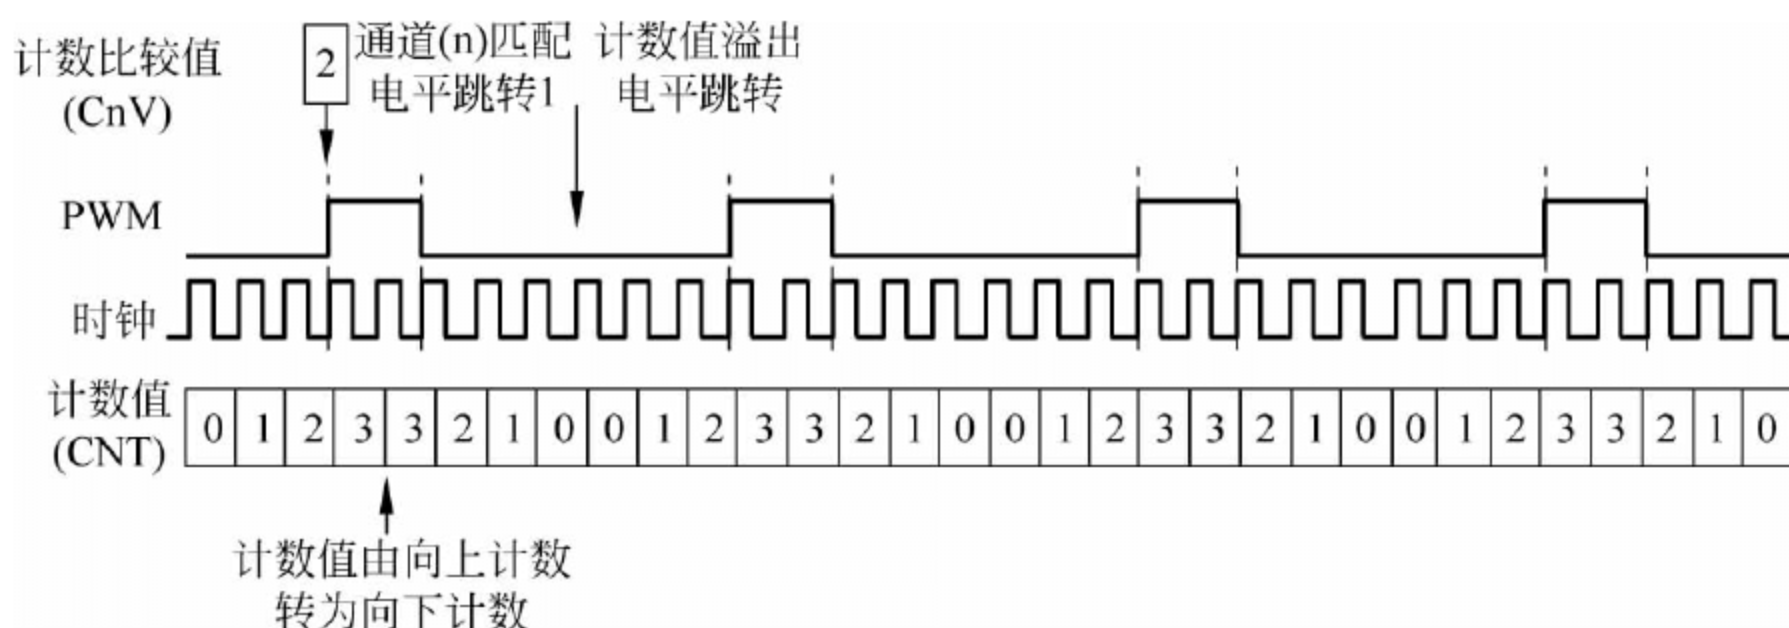 计数比较值
(CnV)
2
通道(n)匹配
电平跳转1
计数值溢出
电平跳转
PWM
时钟
计数值
(CNT)
0 1 2 3 3 2 1 0 0 1 2 3 3 2 1 0 0 1 2 3 3 2 1 0 0 1 2 3 3 2 1 0
计数值由向上计数
转为向下计数